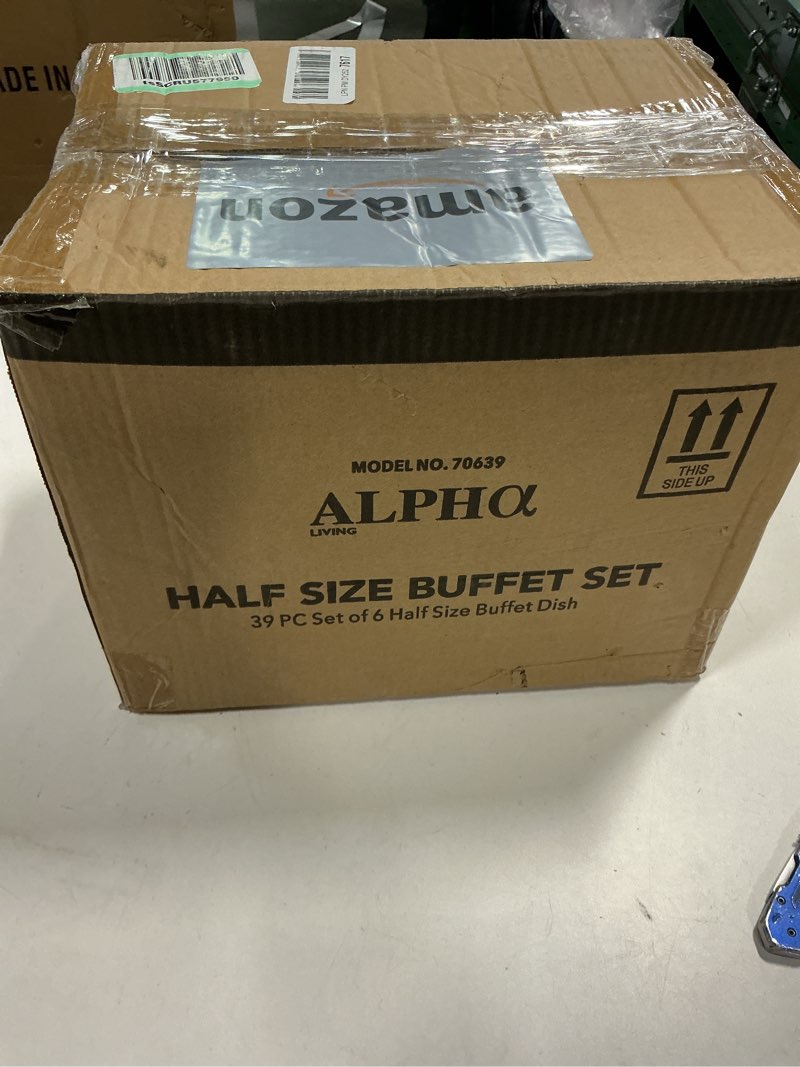 ADE IN
amazon
MODEL NO. 70639
ALPHα
LIVING
HALF SIZE BUFFET SET
39 PC Set of 6 Half Size Buffet Dish
THIS
SIDE UP